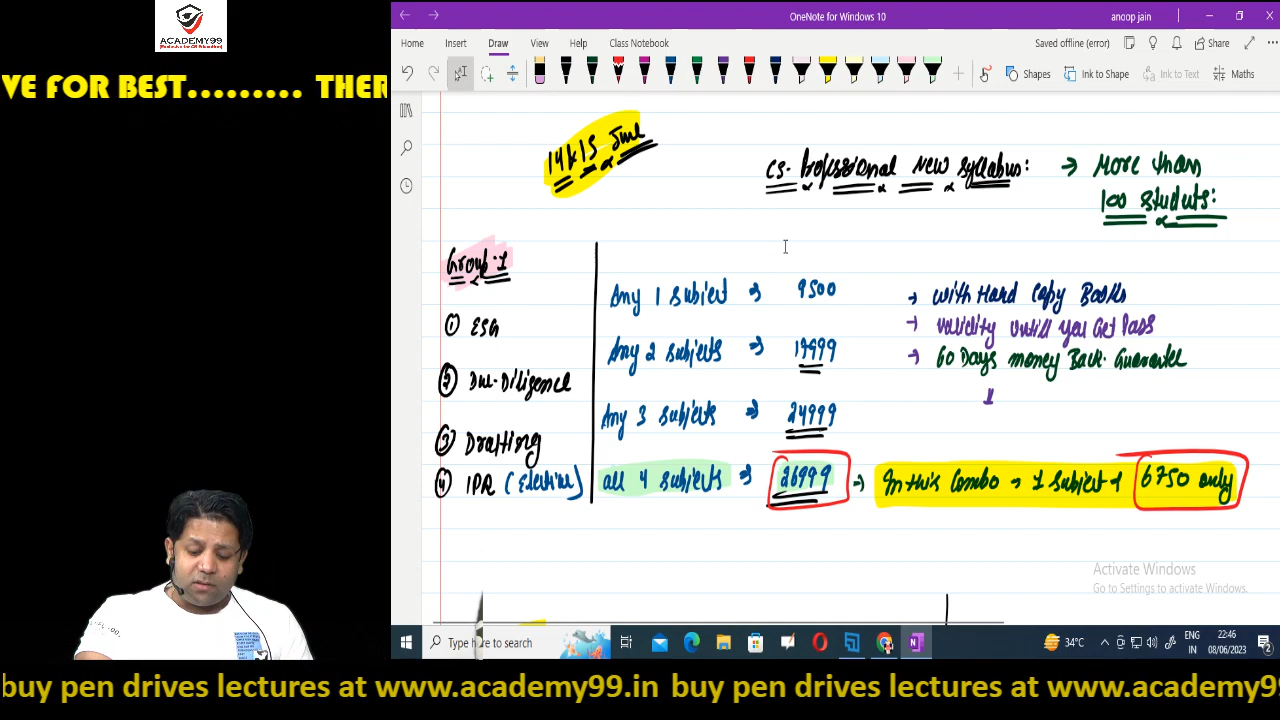 ACADEMY99
VE FOR BEST......... THER
OneNote for Windows 10
anoop jain
Home Insert Draw View Help Class Notebook
Saved offline (error)
Share
Shapes
Ink to Shape
Ink to Text
Maths
14 & 15 June
CS- Professional New Syllabus:
→ More than
100 Students:
Group-1
① ESG
② Due-Diligence
③ Drafting
④ IPR (Elective)
Any 1 Subject ⇒ 9500
Any 2 Subjects ⇒ 19999
Any 3 Subjects ⇒ 24999
all 4 Subjects ⇒ 26999
→ With Hard Copy Books
→ Validity Untill you Get Pass
→ 60 Days Money Back Guarantee
⇒ In this Combo → 1 Subject 6750 only
Activate Windows
Go to Settings to activate Windows.
Type here to search
34°C
ENG
IN
22:46
08/06/2023
2
buy pen drives lectures at www.academy99.in buy pen drives lectures at www.academy99